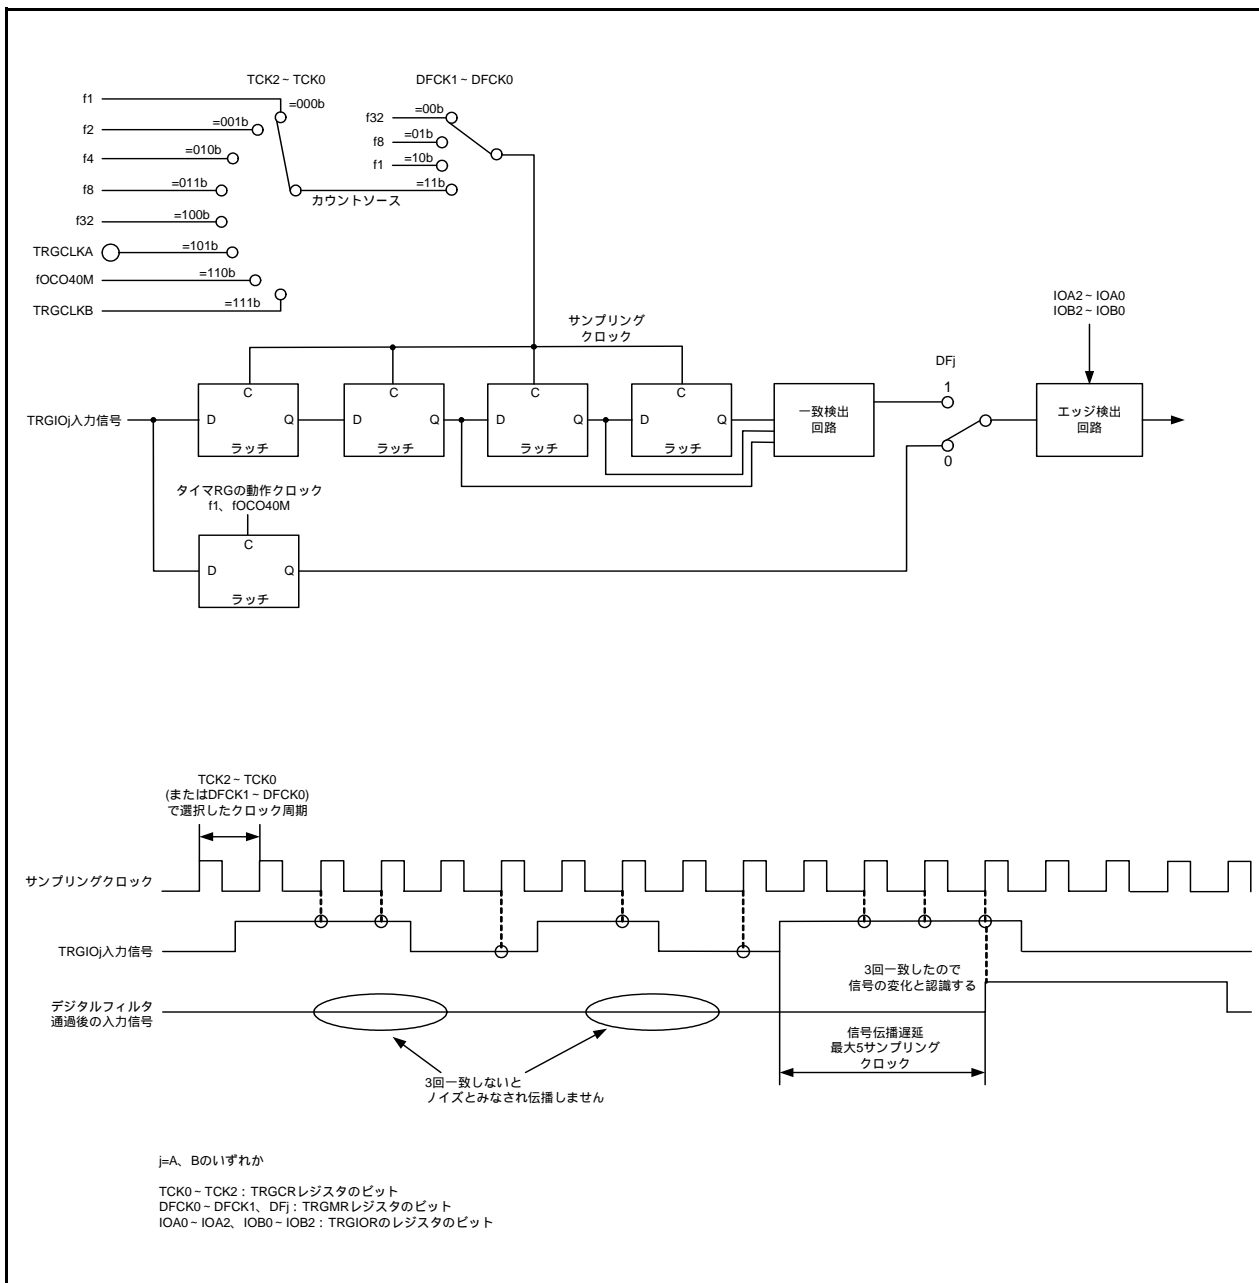 TCK2~TCK0
DFCK1~DFCK0
f1
=000b
f2
=001b
f4
=010b
f8
=011b
f32
=100b
TRGCLKA
=101b
fOCO40M
=110b
TRGCLKB
=111b
カウントソース
f32
=00b
f8
=01b
f1
=10b
=11b
サンプリング
クロック
IOA2~IOA0
IOB2~IOB0
DFj
1
0
TRGIOj入力信号
C
D
Q
ラッチ
C
D
Q
ラッチ
C
D
Q
ラッチ
C
D
Q
ラッチ
一致検出
回路
エッジ検出
回路
タイマRGの動作クロック
f1、fOCO40M
C
D
Q
ラッチ
TCK2~TCK0
(またはDFCK1~DFCK0)
で選択したクロック周期
サンプリングクロック
TRGIOj入力信号
3回一致したので
信号の変化と認識する
デジタルフィルタ
通過後の入力信号
信号伝播遅延
最大5サンプリング
クロック
3回一致しないと
ノイズとみなされ伝播しません
j=A、Bのいずれか
TCK0~TCK2:TRGCRレジスタのビット
DFCK0~DFCK1、DFj:TRGMRレジスタのビット
IOA0~IOA2、IOB0~IOB2:TRGIORのレジスタのビット